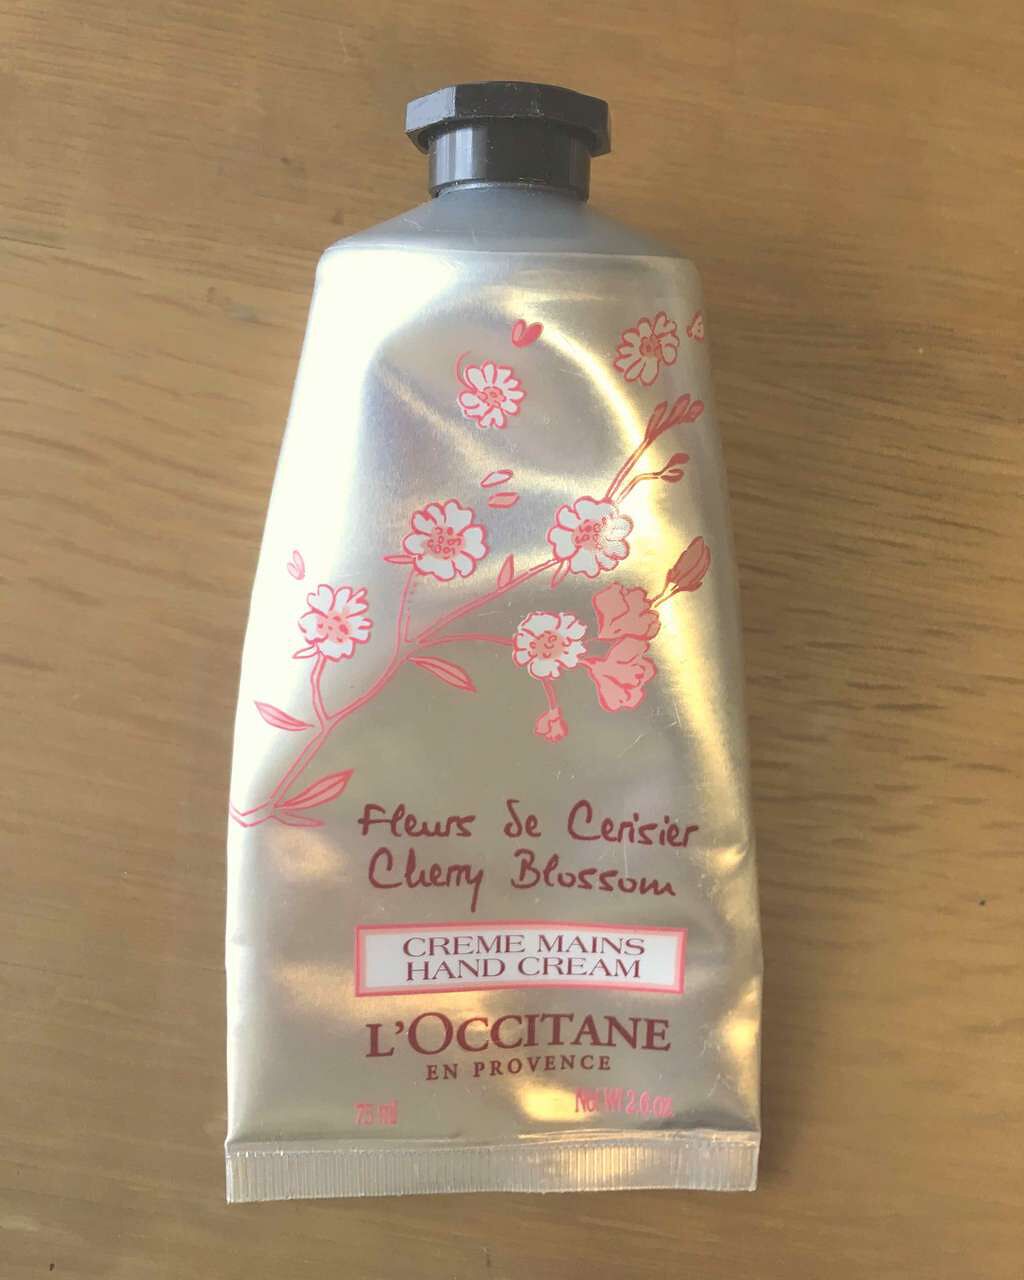 Fleurs de Cerisier
Cherry Blossom
CREME MAINS
HAND CREAM
L'OCCITANE
EN PROVENCE
75 ml Net Wt 2.6.oz.